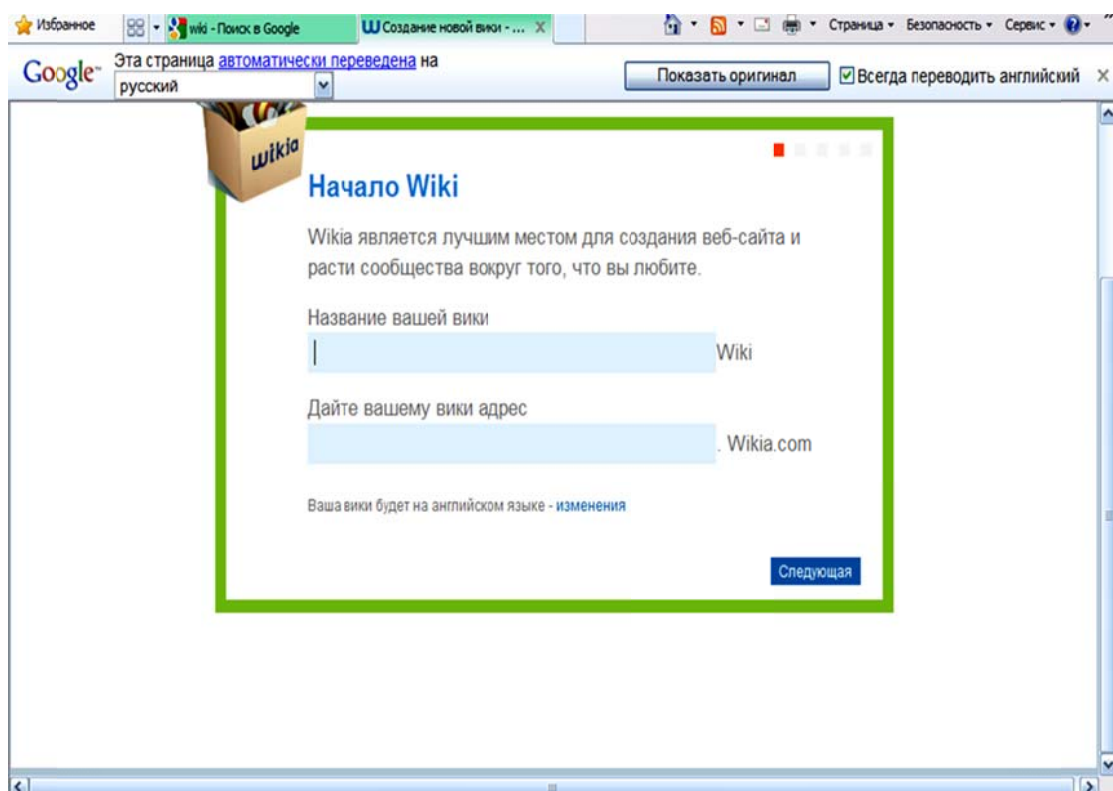 Избранное
wiki - Поиск в Google
Создание новой вики - ...
Страница
Безопасность
Сервис
Google™
Эта страница автоматически переведена на
русский
Показать оригинал
Всегда переводить английский
wikia
Начало Wiki
Wikia является лучшим местом для создания веб-сайта и
расти сообщества вокруг того, что вы любите.
Название вашей вики
Wiki
Дайте вашему вики адрес
. Wikia.com
Ваша вики будет на английском языке - изменения
Следующая